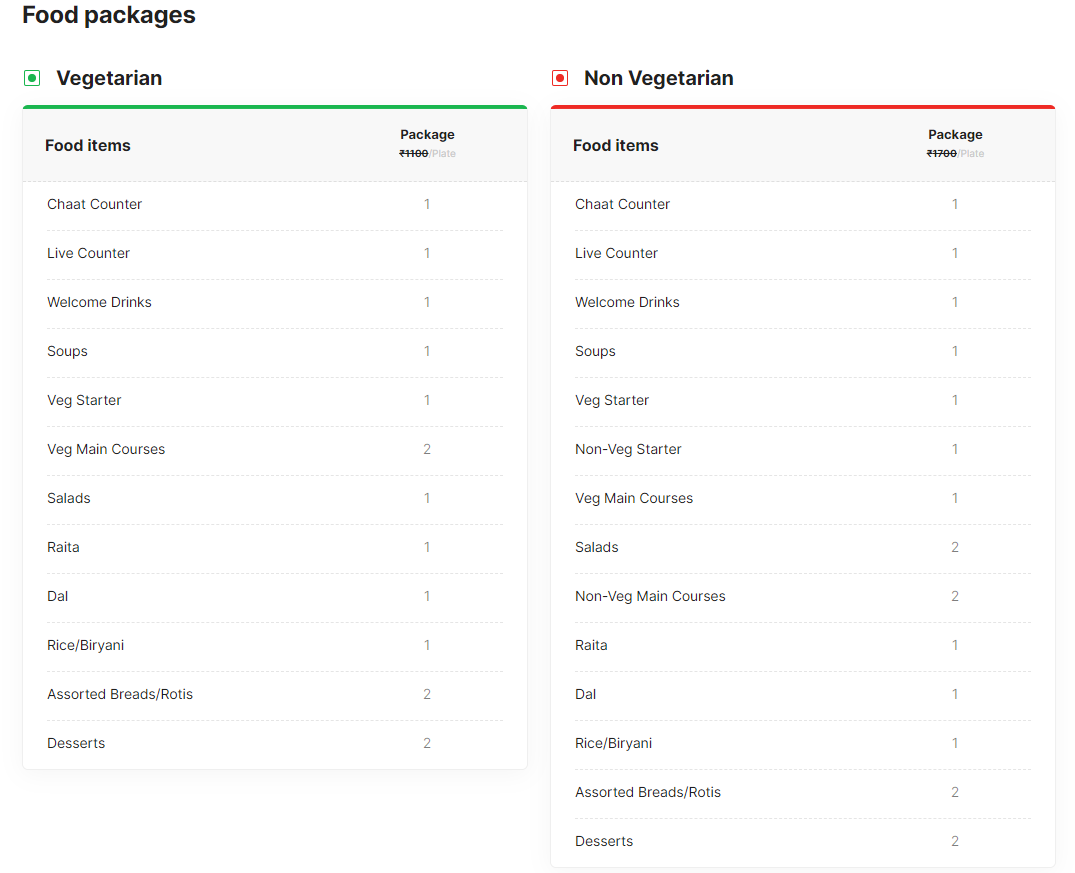 Food packages
Vegetarian
Food items
Package
₹1100/Plate
Chaat Counter 1
Live Counter 1
Welcome Drinks 1
Soups 1
Veg Starter 1
Veg Main Courses 2
Salads 1
Raita 1
Dal 1
Rice/Biryani 1
Assorted Breads/Rotis 2
Desserts 2
Non Vegetarian
Food items
Package
₹1700/Plate
Chaat Counter 1
Live Counter 1
Welcome Drinks 1
Soups 1
Veg Starter 1
Non-Veg Starter 1
Veg Main Courses 1
Salads 2
Non-Veg Main Courses 2
Raita 1
Dal 1
Rice/Biryani 1
Assorted Breads/Rotis 2
Desserts 2